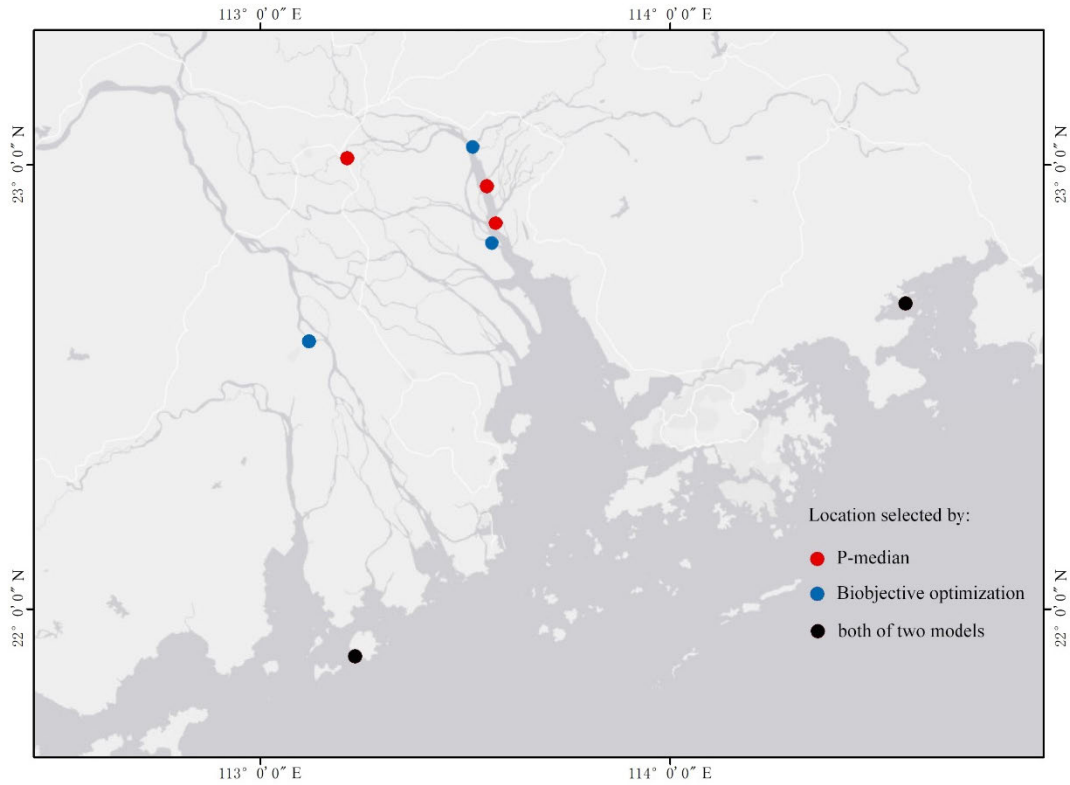 113° 0′0″ E
114° 0′0″ E
23° 0′0″ N
23° 0′0″ N
Location selected by:
P-median
Biobjective optimization
both of two models
22° 0′0″ N
22° 0′0″ N
113° 0′0″ E
114° 0′0″ E